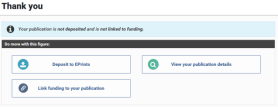 Thank you
Your publication is not deposited and is not linked to funding.
Do more with this figure:
Deposit to EPrints
View your publication details
Link funding to your publication